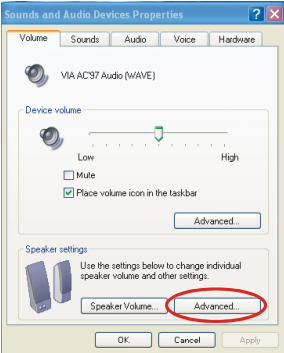 Sounds and Audio Devices Properties
Volume Sounds Audio Voice Hardware
VIA AC'97 Audio (WAVE)
Device volume
Low High
Mute
Place volume icon in the taskbar
Advanced...
Speaker settings
Use the settings below to change individual
speaker volume and other settings.
Speaker Volume... Advanced...
OK Cancel Apply